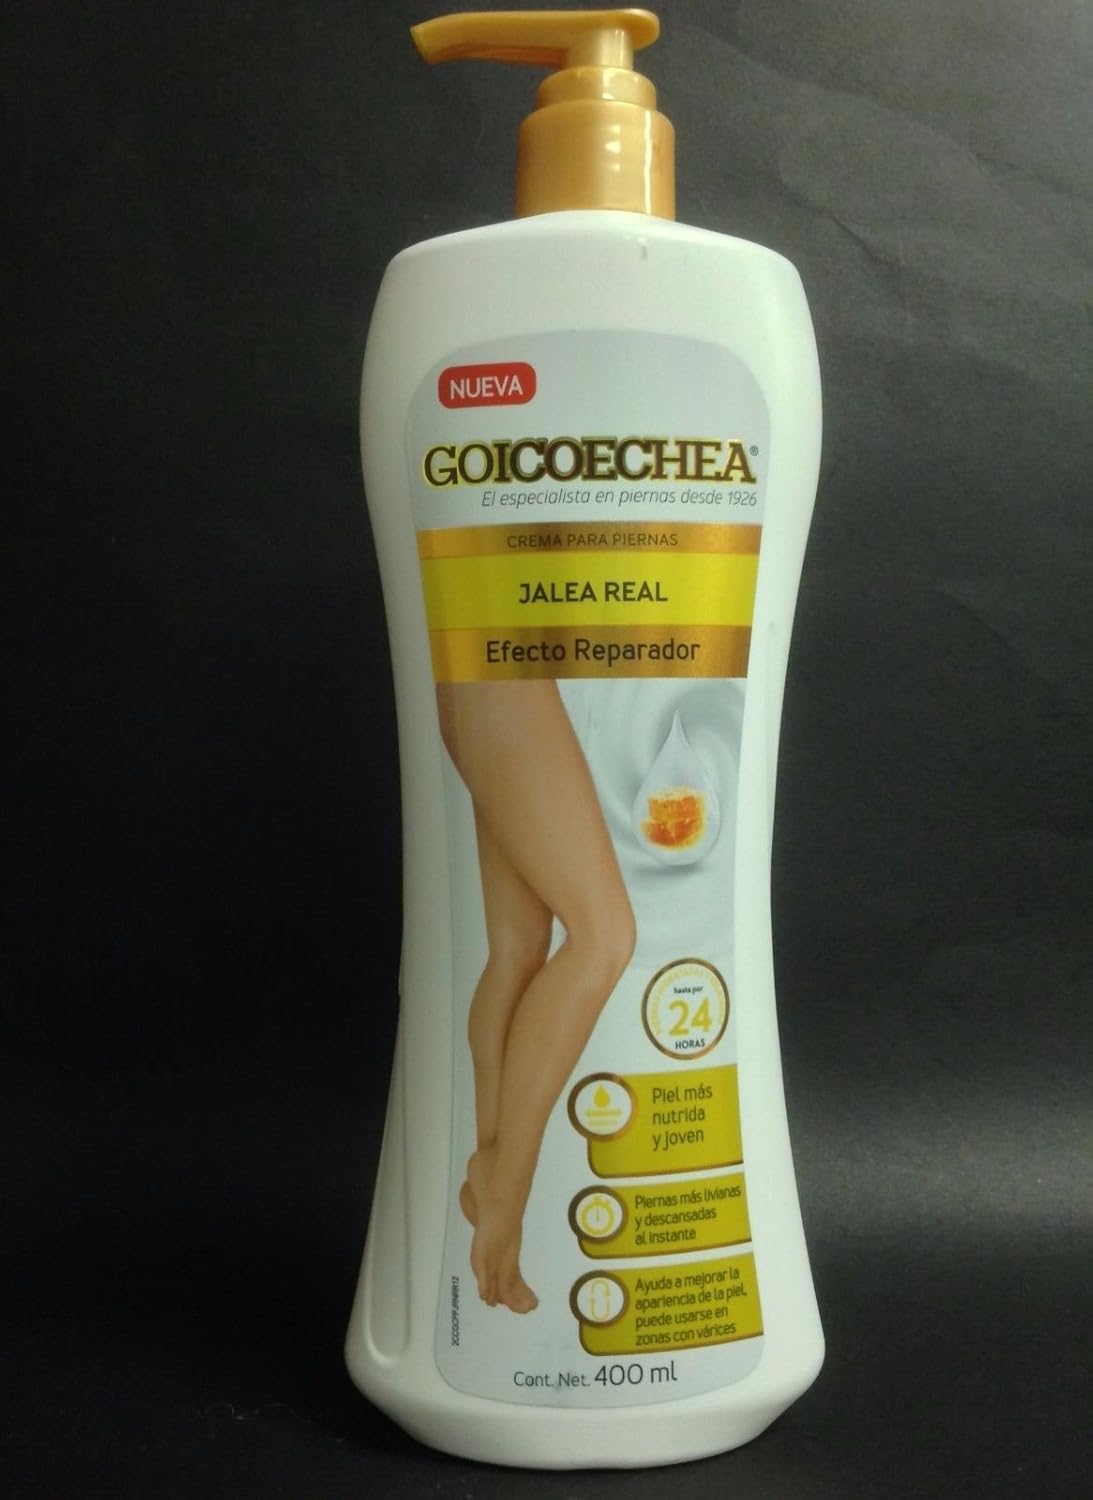 NUEVA
GOICOECHEA®
El especialista en piernas desde 1926
CREMA PARA PIERNAS
JALEA REAL
Efecto Reparador
hasta por
24
HORAS
Piel más
nutrida
y joven
Piernas más livianas
y descansadas
al instante
Ayuda a mejorar la
apariencia de la piel,
puede usarse en
zonas con várices
Cont. Net. 400 ml